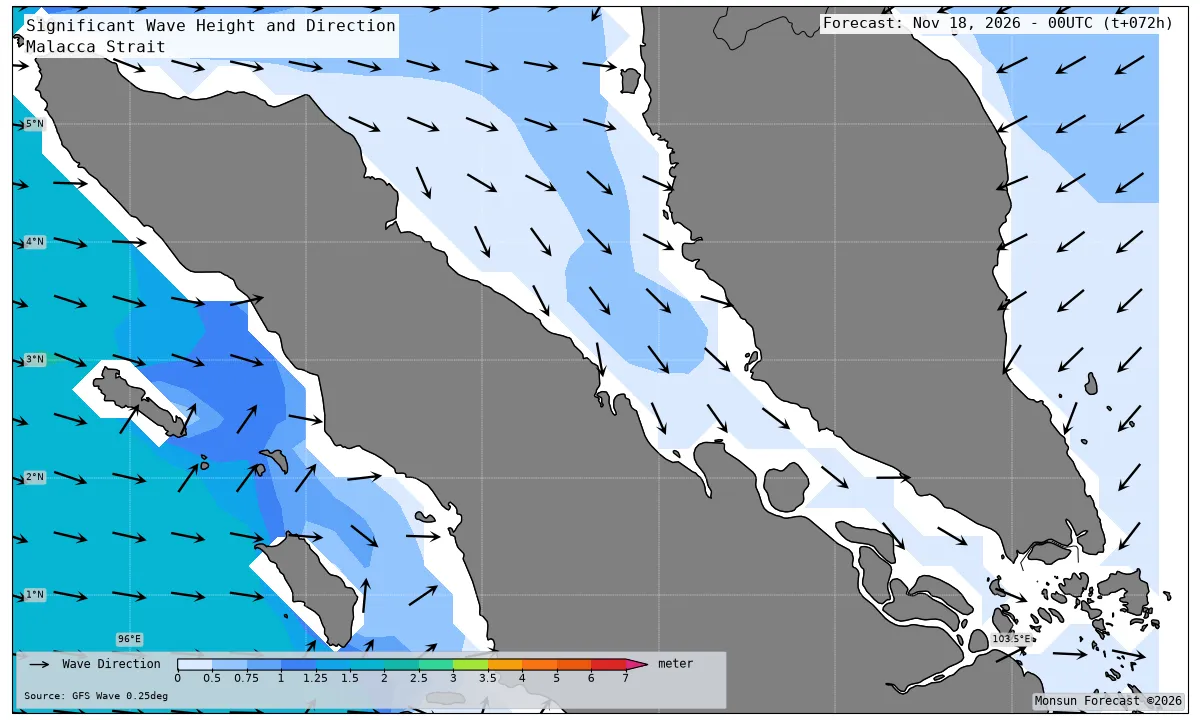 Significant Wave Height and Direction
Malacca Strait
Forecast: Nov 18, 2026 - 00UTC (t+072h)
5°N
4°N
3°N
2°N
1°N
96°E
103.5°E
Wave Direction
meter
0 0.5 0.75 1 1.25 1.5 2 2.5 3 3.5 4 5 6 7
Source: GFS Wave 0.25deg
Monsun Forecast ©2026